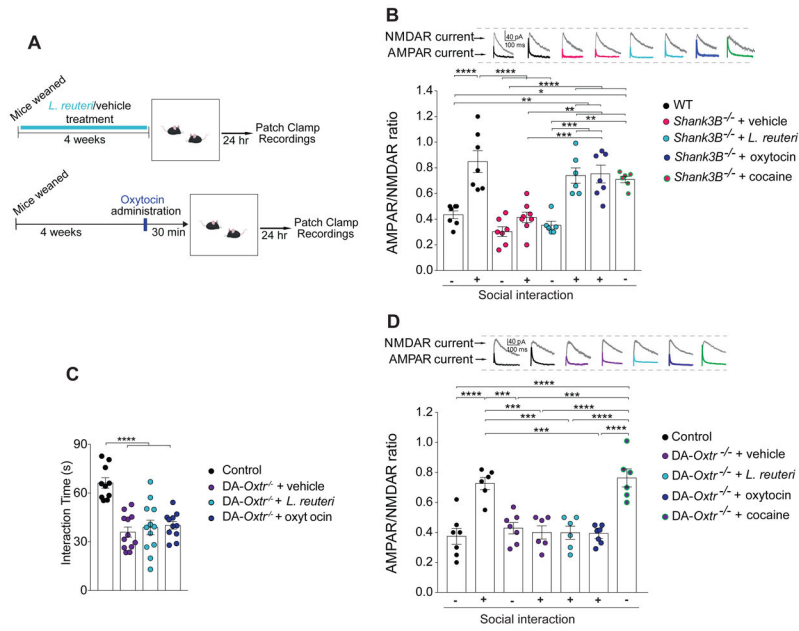 A
Mice weaned
L. reuteri/vehicle
treatment
4 weeks
24 hr
Patch Clamp
Recordings
Mice weaned
Oxytocin
administration
4 weeks
30 min
24 hr
Patch Clamp
Recordings
B
NMDAR current
AMPAR current
40 pA
100 ms
AMPAR/NMDAR ratio
1.4
1.2
1.0
0.8
0.6
0.4
0.2
0.0
**** ****
****
*
**
**
**
***
***
- + - + - + + -
Social interaction
WT
Shank3B-/- + vehicle
Shank3B-/- + L. reuteri
Shank3B-/- + oxytocin
Shank3B-/- + cocaine
C
Interaction Time (s)
90
60
30
0
****
Control
DA-Oxtr-/- + vehicle
DA-Oxtr-/- + L. reuteri
DA-Oxtr-/- + oxyt ocin
D
NMDAR current
AMPAR current
40 pA
100 ms
AMPAR/NMDAR ratio
1.2
1.0
0.8
0.6
0.4
0.2
0.0
****
**** *** ***
*** ****
*** ****
*** ****
- + - + + + -
Social interaction
Control
DA-Oxtr-/- + vehicle
DA-Oxtr-/- + L. reuteri
DA-Oxtr-/- + oxytocin
DA-Oxtr-/- + cocaine